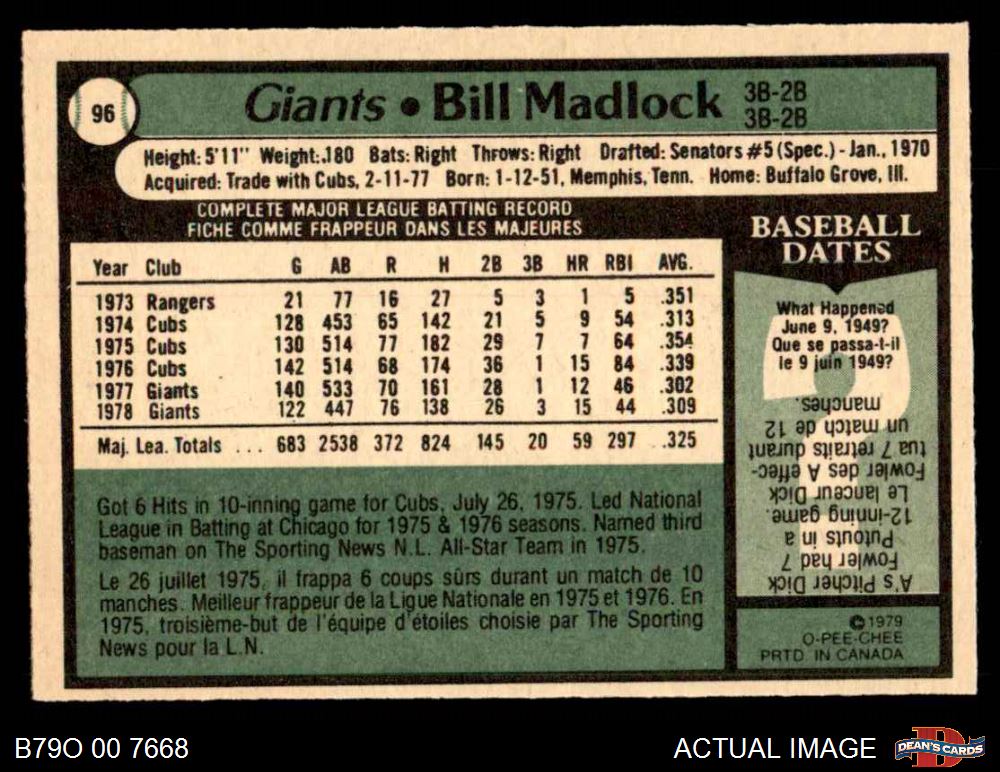 96
Giants • Bill Madlock 3B-2B
3B-2B
Height: 5'11" Weight: 180 Bats: Right Throws: Right Drafted: Senators #5 (Spec.) - Jan., 1970
Acquired: Trade with Cubs, 2-11-77 Born: 1-12-51, Memphis, Tenn. Home: Buffalo Grove, Ill.
COMPLETE MAJOR LEAGUE BATTING RECORD
FICHE COMME FRAPPEUR DANS LES MAJEURES
Year Club G AB R H 2B 3B HR RBI AVG.
1973 Rangers 21 77 16 27 5 3 1 5 .351
1974 Cubs 128 453 65 142 21 5 9 54 .313
1975 Cubs 130 514 77 182 29 7 7 64 .354
1976 Cubs 142 514 68 174 36 1 15 84 .339
1977 Giants 140 533 70 161 28 1 12 46 .302
1978 Giants 122 447 76 138 26 3 15 44 .309
Maj. Lea. Totals ... 683 2538 372 824 145 20 59 297 .325
Got 6 Hits in 10-inning game for Cubs, July 26, 1975. Led National
League in Batting at Chicago for 1975 & 1976 seasons. Named third
baseman on The Sporting News N.L. All-Star Team in 1975.
Le 26 juillet 1975, il frappa 6 coups sûrs durant un match de 10
manches. Meilleur frappeur de la Ligue Nationale en 1975 et 1976. En
1975, troisième-but de l'équipe d'étoiles choisie par The Sporting
News pour la L.N.
BASEBALL
DATES
What Happened
June 9, 1949?
Que se passa-t-il
le 9 juin 1949?
A's Pitcher Dick
Fowler had 7
Putouts in a
12-inning game.
Le lanceur Dick
Fowler des A effec-
tua 7 retraits durant
un match de 12
manches.
©1979
O-PEE-CHEE
PRTD IN CANADA
B79O 00 7668
ACTUAL IMAGE
D
DEAN'S CARDS